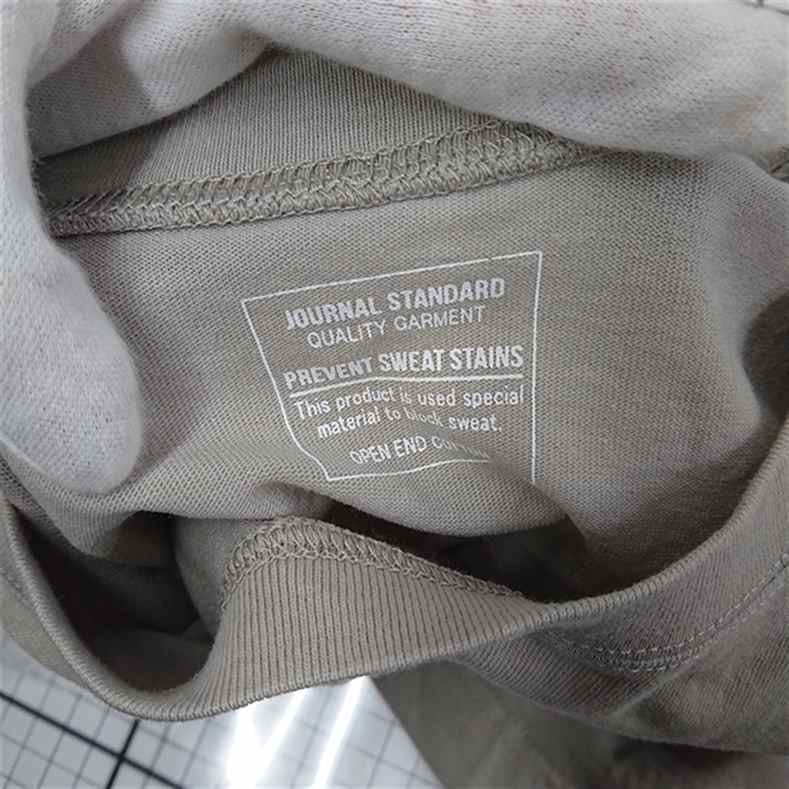 JOURNAL STANDARD
QUALITY GARMENT
PREVENT SWEAT STAINS
This product is used special
material to block sweat.
OPEN END